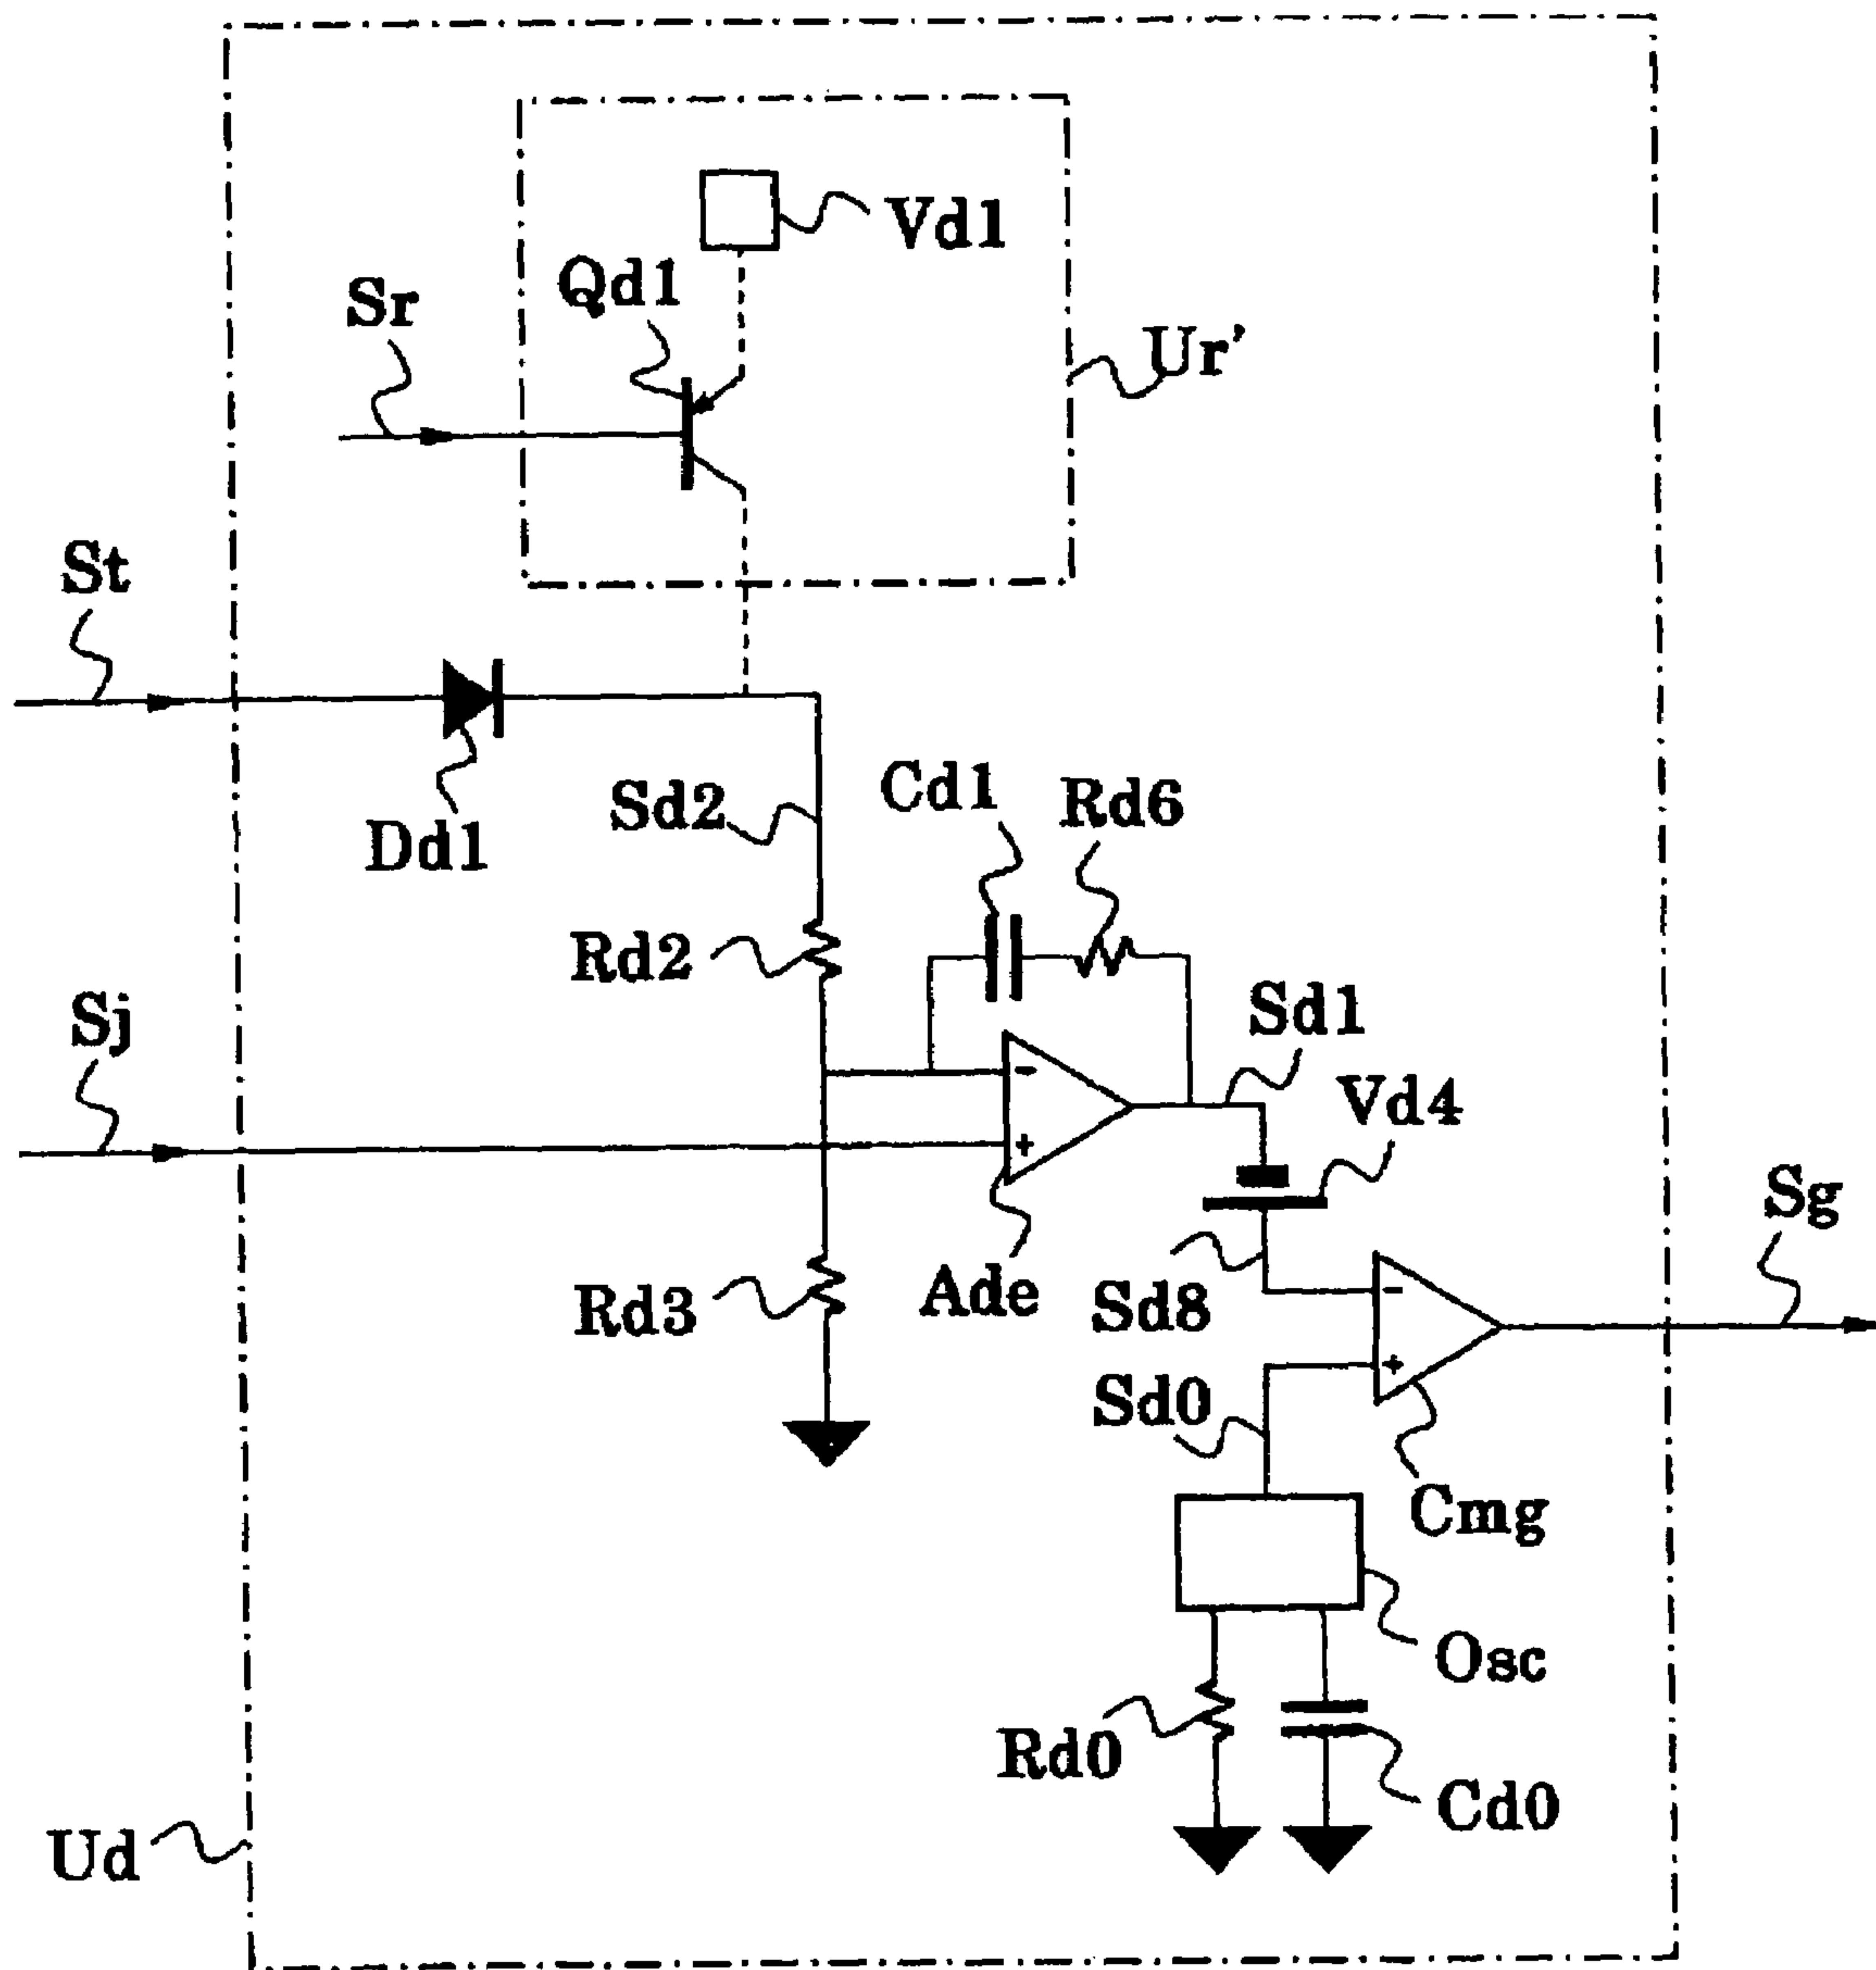 Vd1
Qd1
Sr
Ur'
St
Sd2
Cd1
Rd6
Dd1
Rd2
Sj
Sd1
Vd4
-
+
Sg
Ade
Rd3
Sd8
-
+
Sd0
Cmg
Osc
Rd0
Cd0
Ud